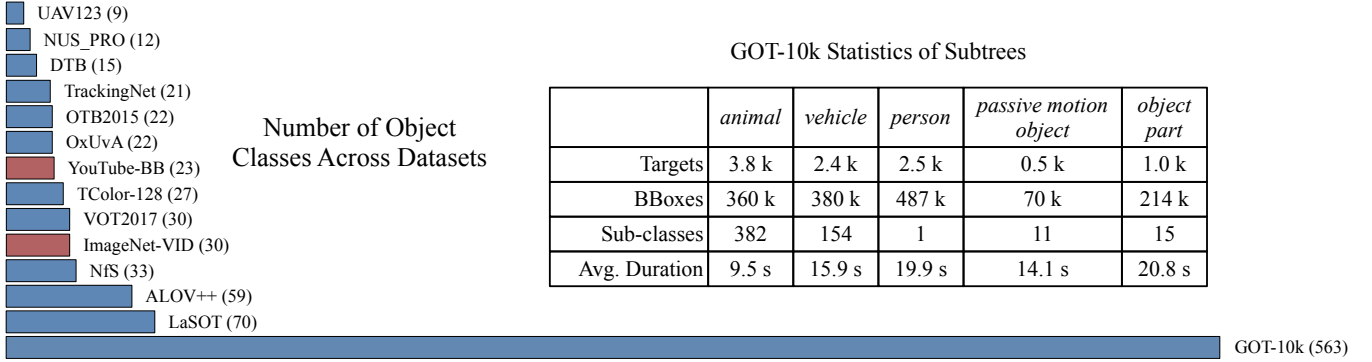 UAV123 (9)
NUS_PRO (12)
DTB (15)
TrackingNet (21)
OTB2015 (22)
OxUvA (22)
YouTube-BB (23)
TColor-128 (27)
VOT2017 (30)
ImageNet-VID (30)
NfS (33)
ALOV++ (59)
LaSOT (70)
GOT-10k (563)
Number of Object
Classes Across Datasets
GOT-10k Statistics of Subtrees
animal vehicle person passive motion object object part
Targets 3.8 k 2.4 k 2.5 k 0.5 k 1.0 k
BBoxes 360 k 380 k 487 k 70 k 214 k
Sub-classes 382 154 1 11 15
Avg. Duration 9.5 s 15.9 s 19.9 s 14.1 s 20.8 s